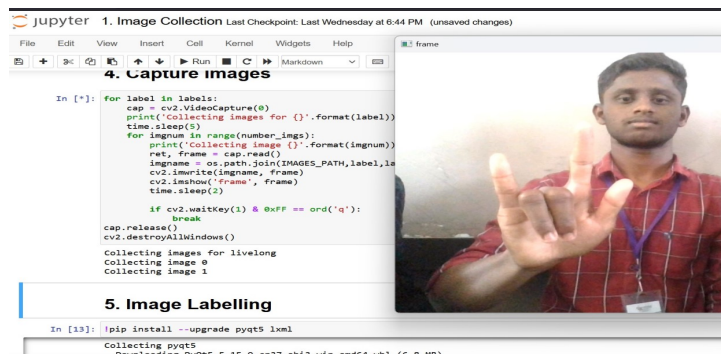 jupyter 1. Image Collection Last Checkpoint: Last Wednesday at 6:44 PM (unsaved changes)
File Edit View Insert Cell Kernel Widgets Help
Run Markdown
frame
4. Capture Images
In [*]: for label in labels:
cap = cv2.VideoCapture(0)
print('Collecting images for {}'.format(label))
time.sleep(5)
for imgnum in range(number_imgs):
print('Collecting image {}'.format(imgnum))
ret, frame = cap.read()
imgname = os.path.join(IMAGES_PATH,label,la
cv2.imwrite(imgname, frame)
cv2.imshow('frame', frame)
time.sleep(2)
if cv2.waitKey(1) & 0xFF == ord('q'):
break
cap.release()
cv2.destroyAllWindows()
Collecting images for livelong
Collecting image 0
Collecting image 1
5. Image Labelling
In [13]: !pip install --upgrade pyqt5 lxml
Collecting pyqt5